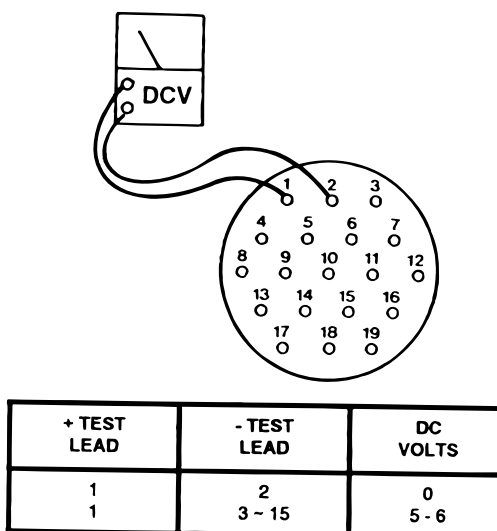 DCV
1 2 3
4 5 6 7
8 9 10 11 12
13 14 15 16
17 18 19
+ TEST LEAD - TEST LEAD DC VOLTS
1 2 0
1 3 ~ 15 5 - 6